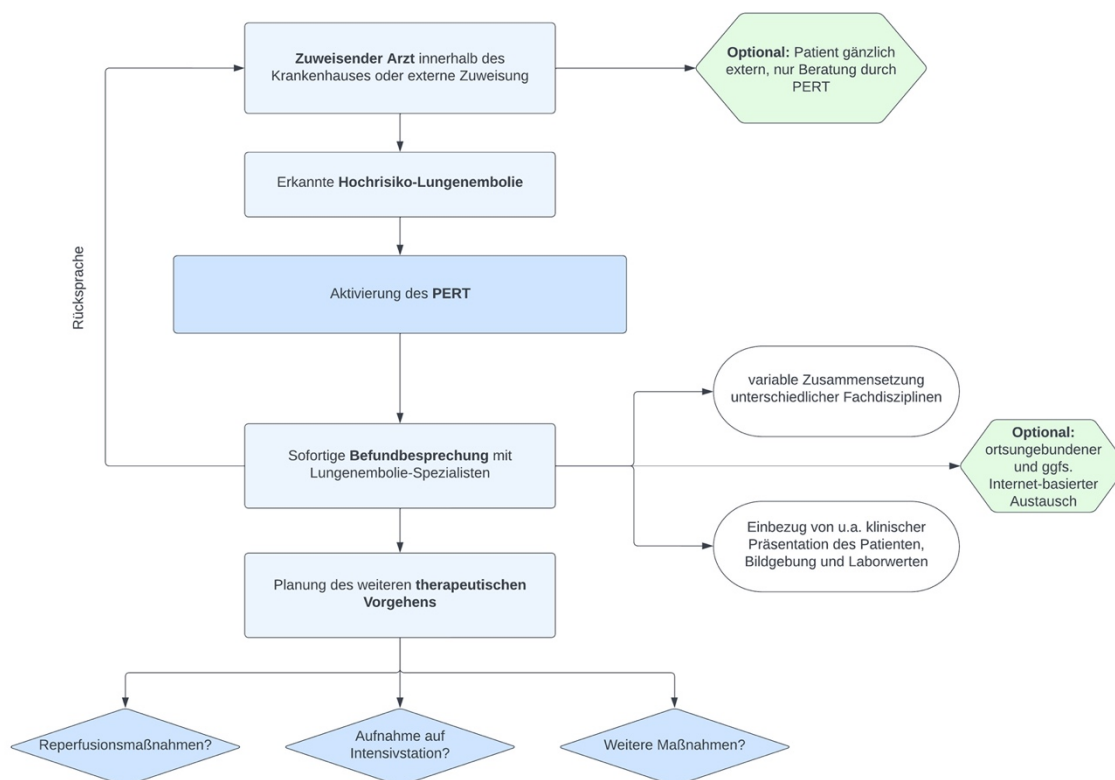 Zuweisender Arzt innerhalb des
Krankenhauses oder externe Zuweisung
Optional: Patient gänzlich
extern, nur Beratung durch
PERT
Erkannte Hochrisiko-Lungenembolie
Rücksprache
Aktivierung des PERT
variable Zusammensetzung
unterschiedlicher Fachdisziplinen
Sofortige Befundbesprechung mit
Lungenembolie-Spezialisten
Optional:
ortsungebundener
und ggfs.
Internet-basierter
Austausch
Einbezug von u.a. klinischer
Präsentation des Patienten,
Bildgebung und Laborwerten
Planung des weiteren therapeutischen
Vorgehens
Reperfusionsmaßnahmen?
Aufnahme auf
Intensivstation?
Weitere Maßnahmen?